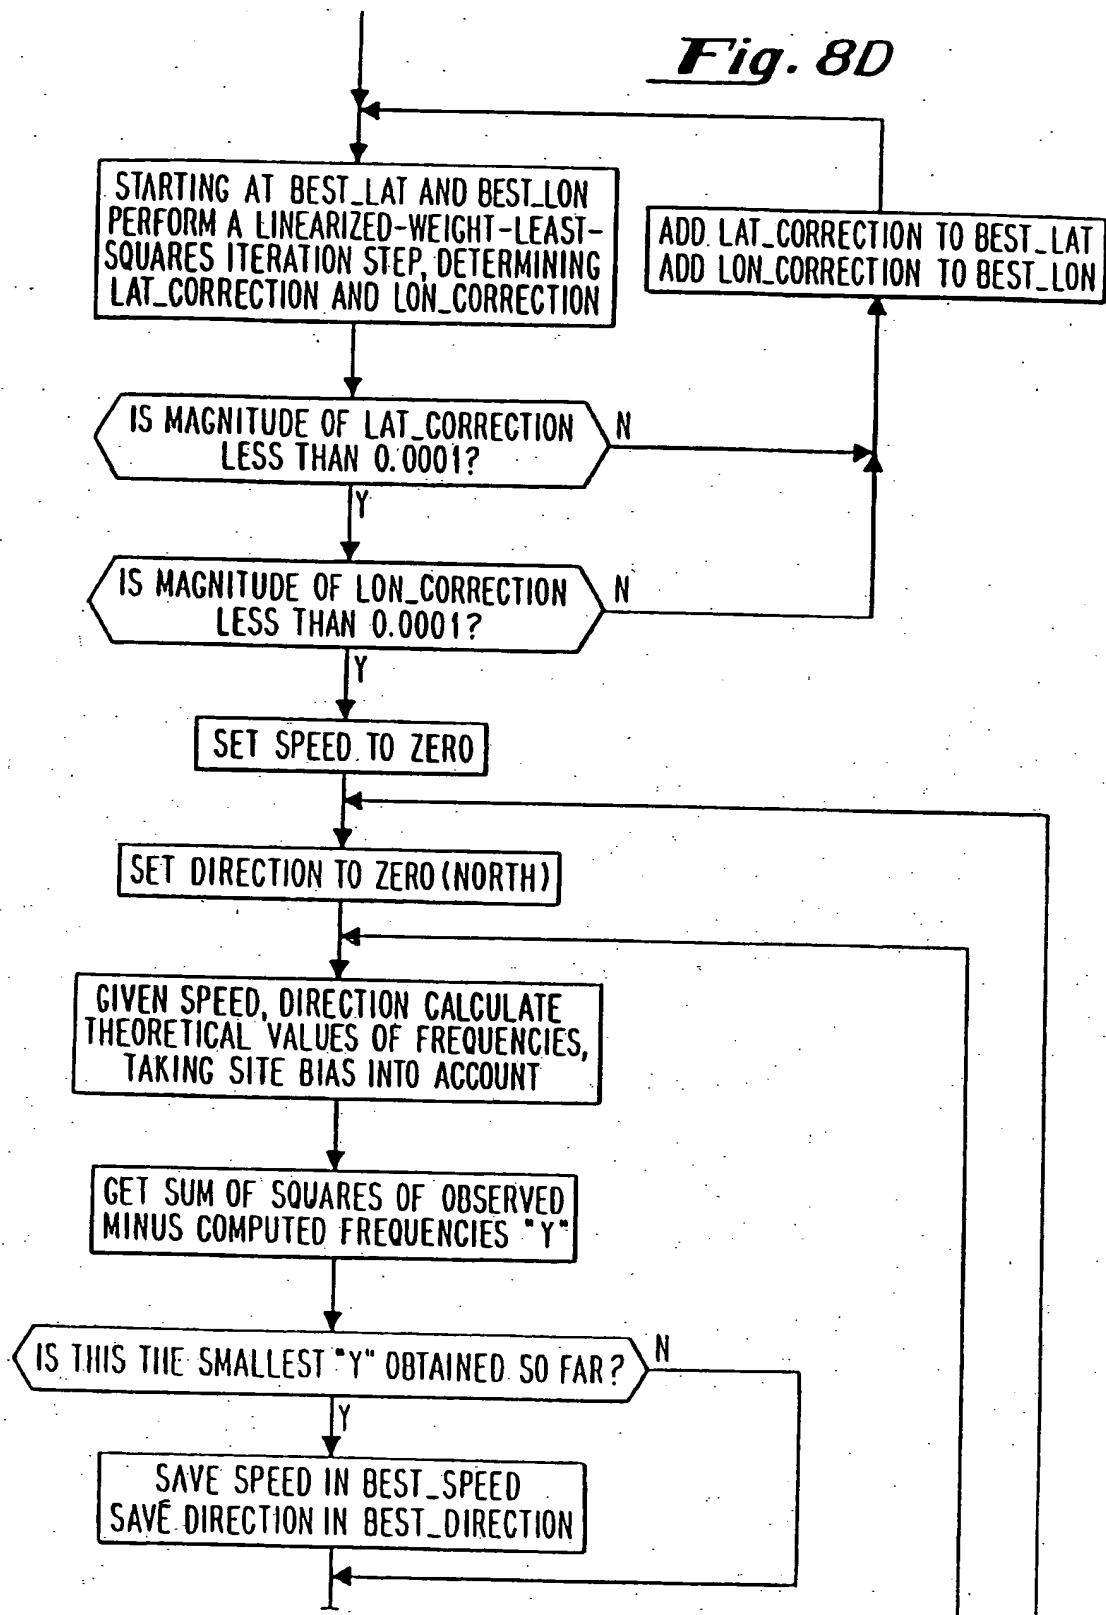 Fig. 8D
STARTING AT BEST_LAT AND BEST_LON
PERFORM A LINEARIZED-WEIGHT-LEAST-
SQUARES ITERATION STEP, DETERMINING
LAT_CORRECTION AND LON_CORRECTION
ADD LAT_CORRECTION TO BEST_LAT
ADD LON_CORRECTION TO BEST_LON
IS MAGNITUDE OF LAT_CORRECTION
LESS THAN 0.0001?
N
Y
IS MAGNITUDE OF LON_CORRECTION
LESS THAN 0.0001?
N
Y
SET SPEED TO ZERO
SET DIRECTION TO ZERO (NORTH)
GIVEN SPEED, DIRECTION CALCULATE
THEORETICAL VALUES OF FREQUENCIES,
TAKING SITE BIAS INTO ACCOUNT
GET SUM OF SQUARES OF OBSERVED
MINUS COMPUTED FREQUENCIES "Y"
IS THIS THE SMALLEST "Y" OBTAINED SO FAR?
N
Y
SAVE SPEED IN BEST_SPEED
SAVE DIRECTION IN BEST_DIRECTION